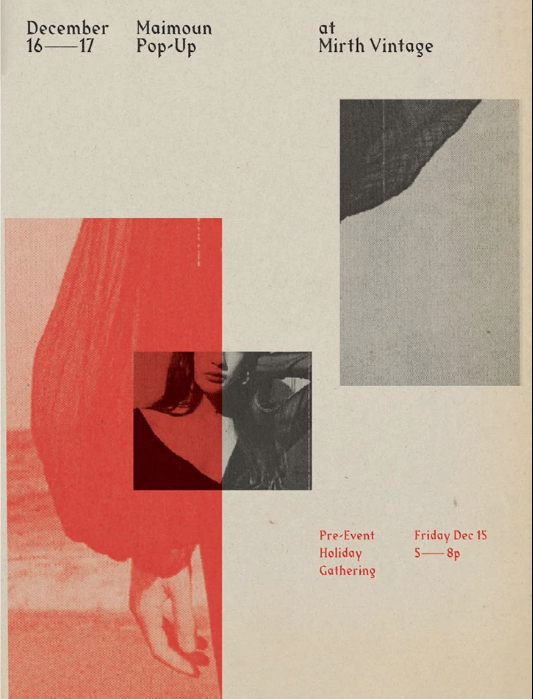 December
16——17
Maimoun
Pop-Up
at
Mirth Vintage
Pre-Event
Holiday
Gathering
Friday Dec 15
5——8p